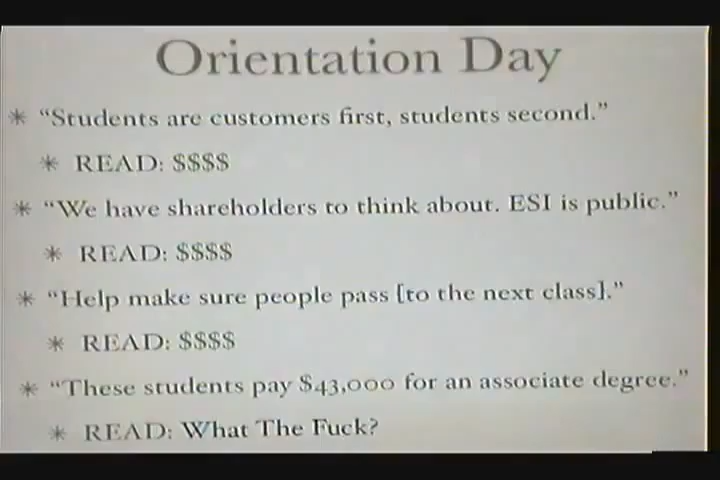 Orientation Day
✳ “Students are customers first, students second.”
✳ READ: $$$$
✳ “We have shareholders to think about. ESI is public.”
✳ READ: $$$$
✳ “Help make sure people pass [to the next class].”
✳ READ: $$$$
✳ “These students pay $43,000 for an associate degree.”
✳ READ: What The Fuck?